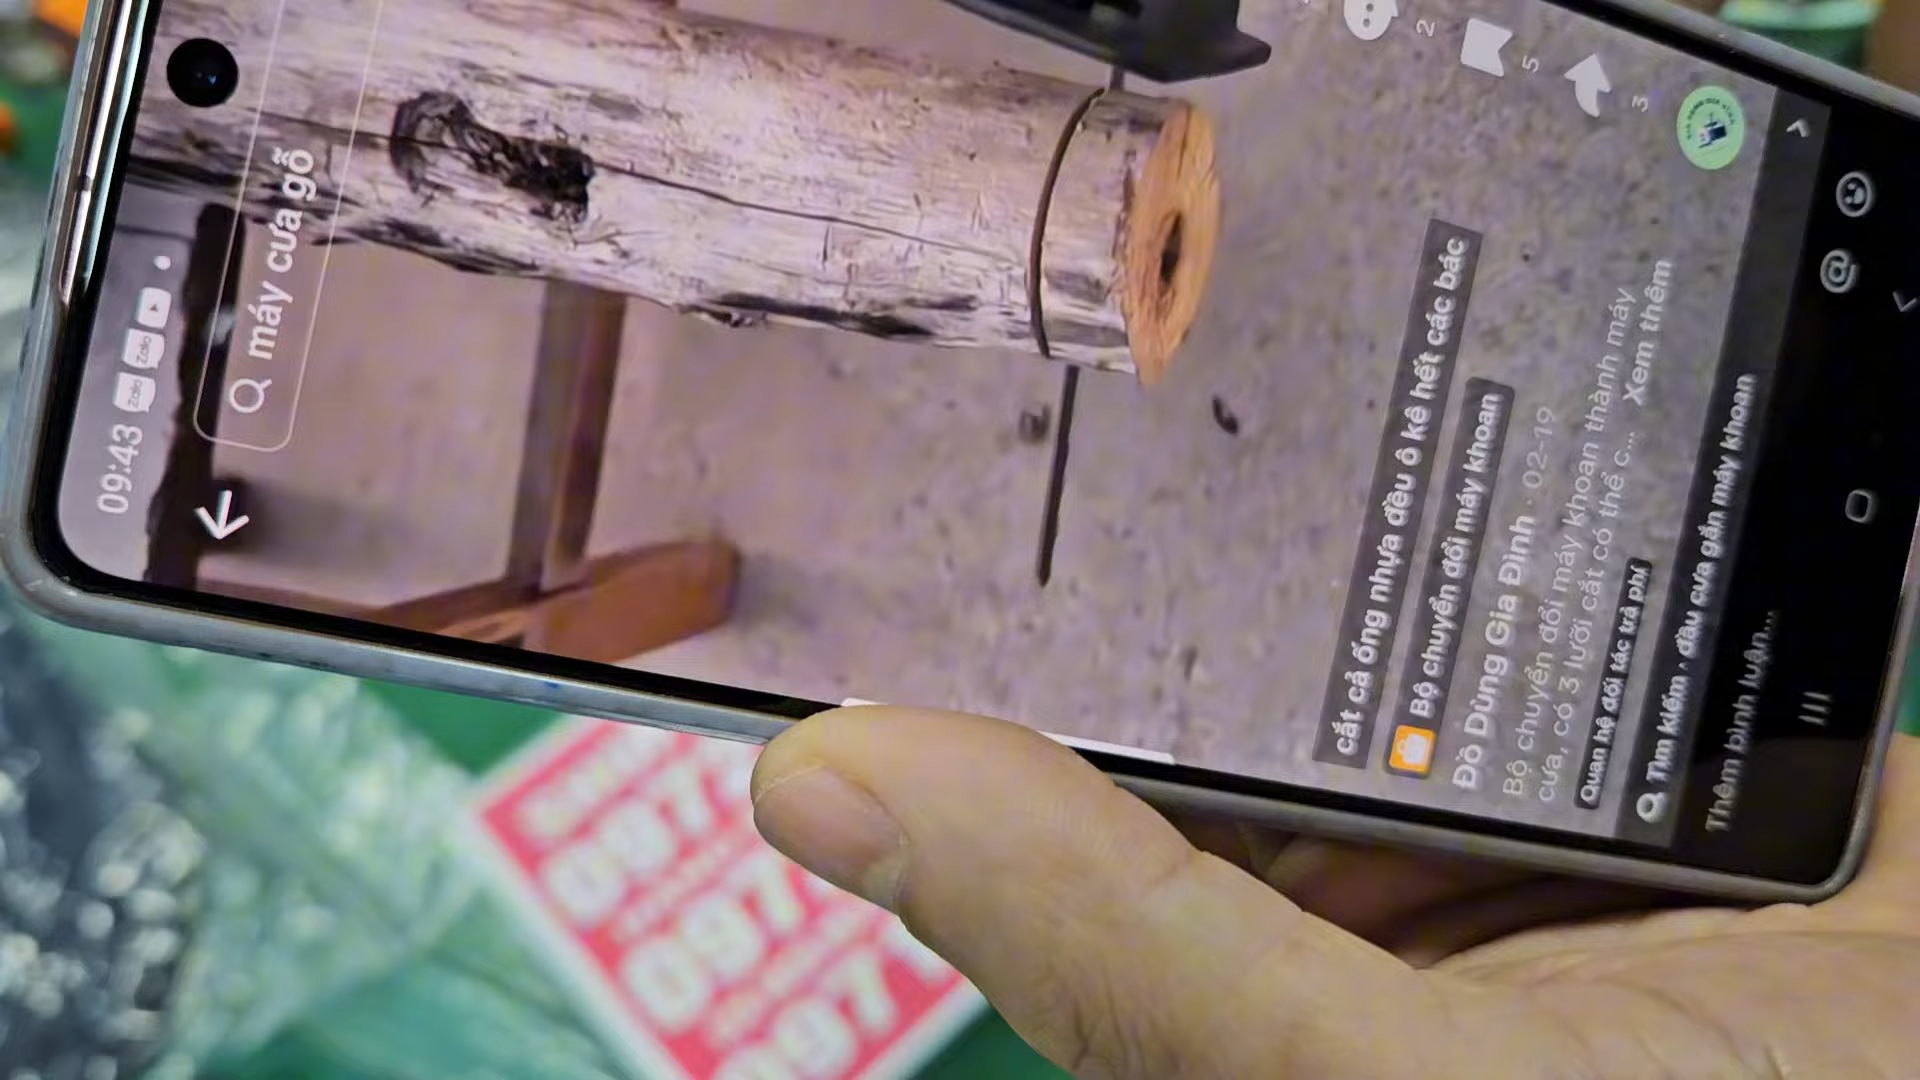 09:43
Zalo
Zalo
máy cưa gỗ
2
5
3
cắt cả ống nhựa đều ô kê hết các bác
Bộ chuyển đổi máy khoan
Đồ Dùng Gia Đình · 02-19
Bộ chuyển đổi máy khoan thành máy
cưa, có 3 lưỡi cắt có thể c... Xem thêm
Quan hệ đối tác trả phí
Tìm kiếm · đầu cưa gắn máy khoan
Thêm bình luận...
@
097
097
097